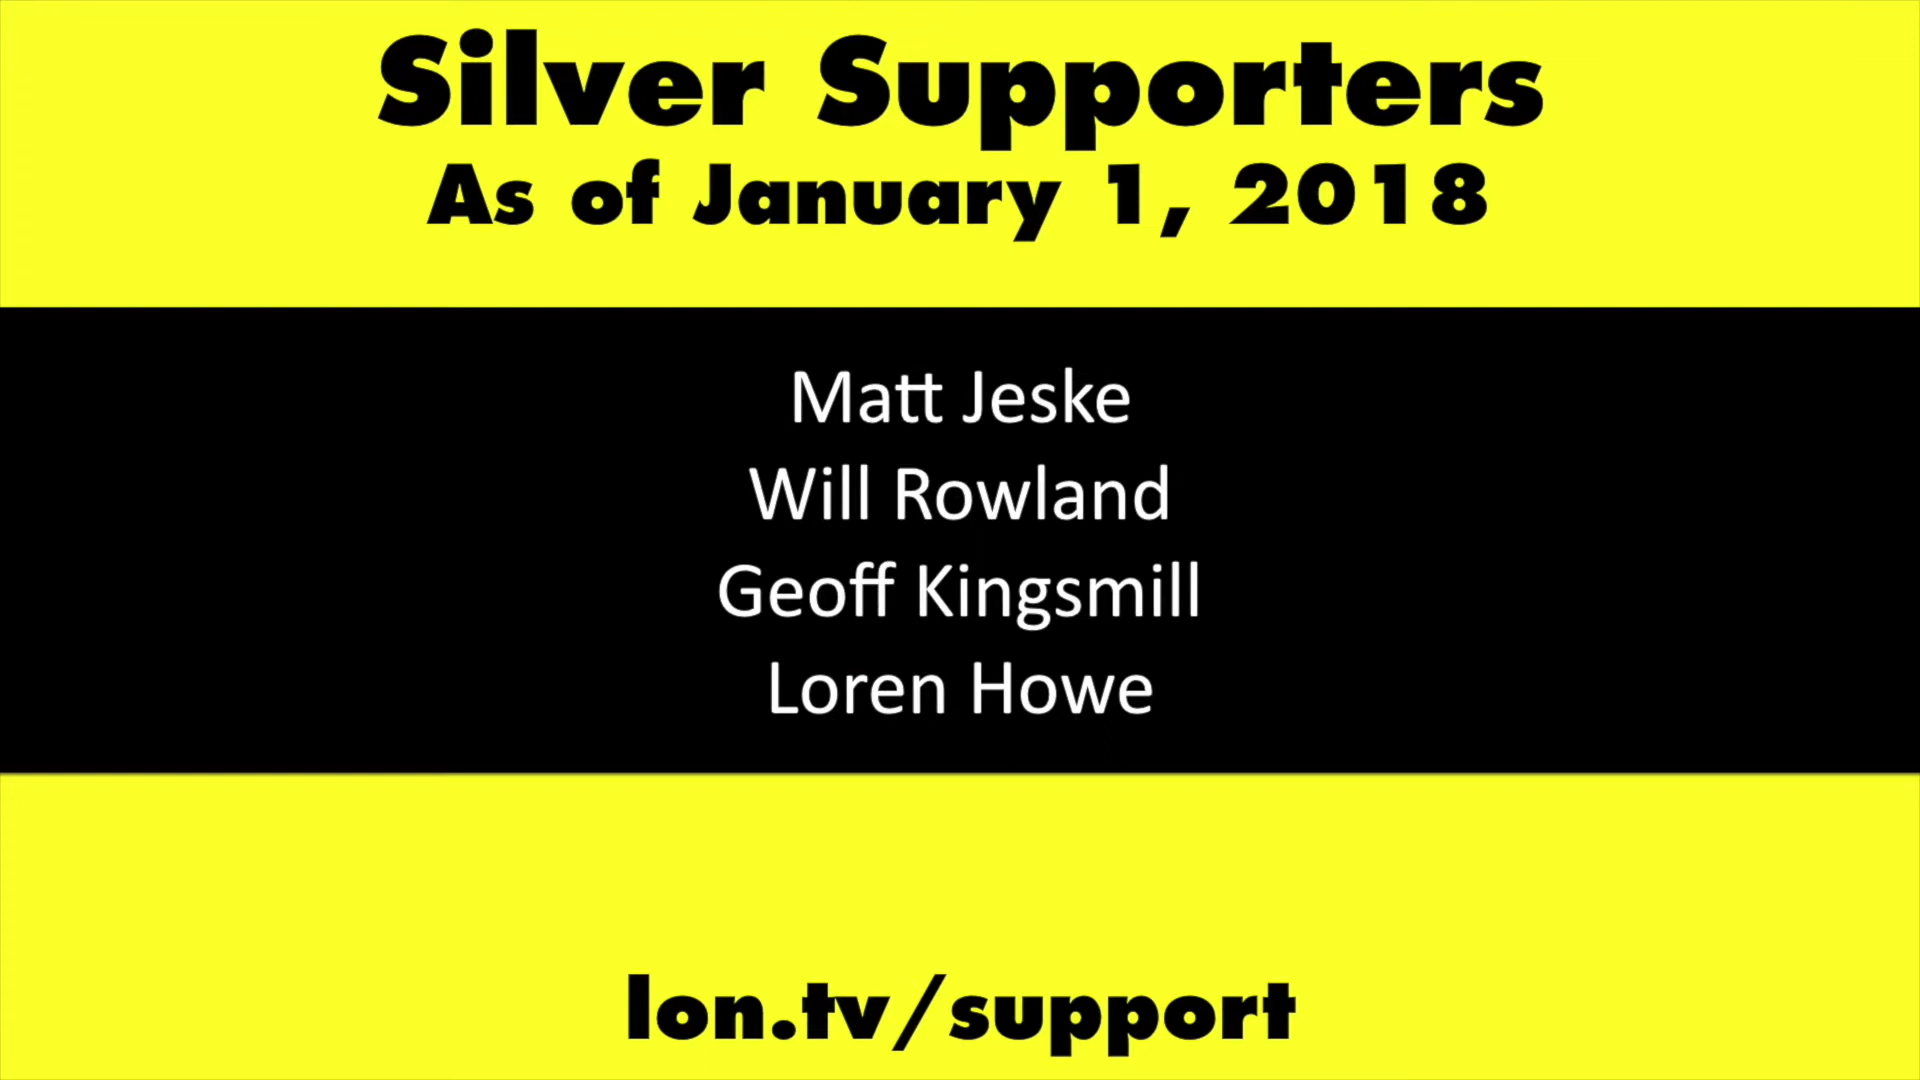 Silver Supporters
As of January 1, 2018
Matt Jeske
Will Rowland
Geoff Kingsmill
Loren Howe
lon.tv/support